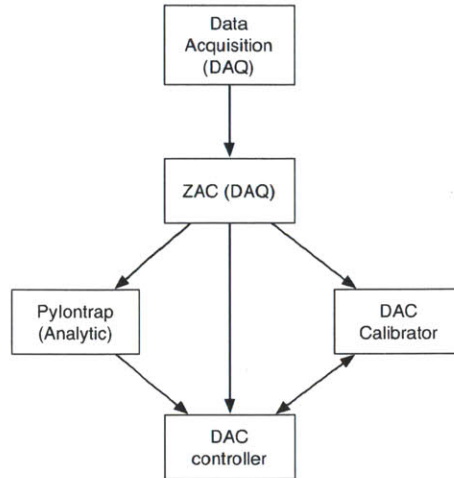 Data
Acquisition
(DAQ)
ZAC (DAQ)
Pylontrap
(Analytic)
DAC
Calibrator
DAC
controller